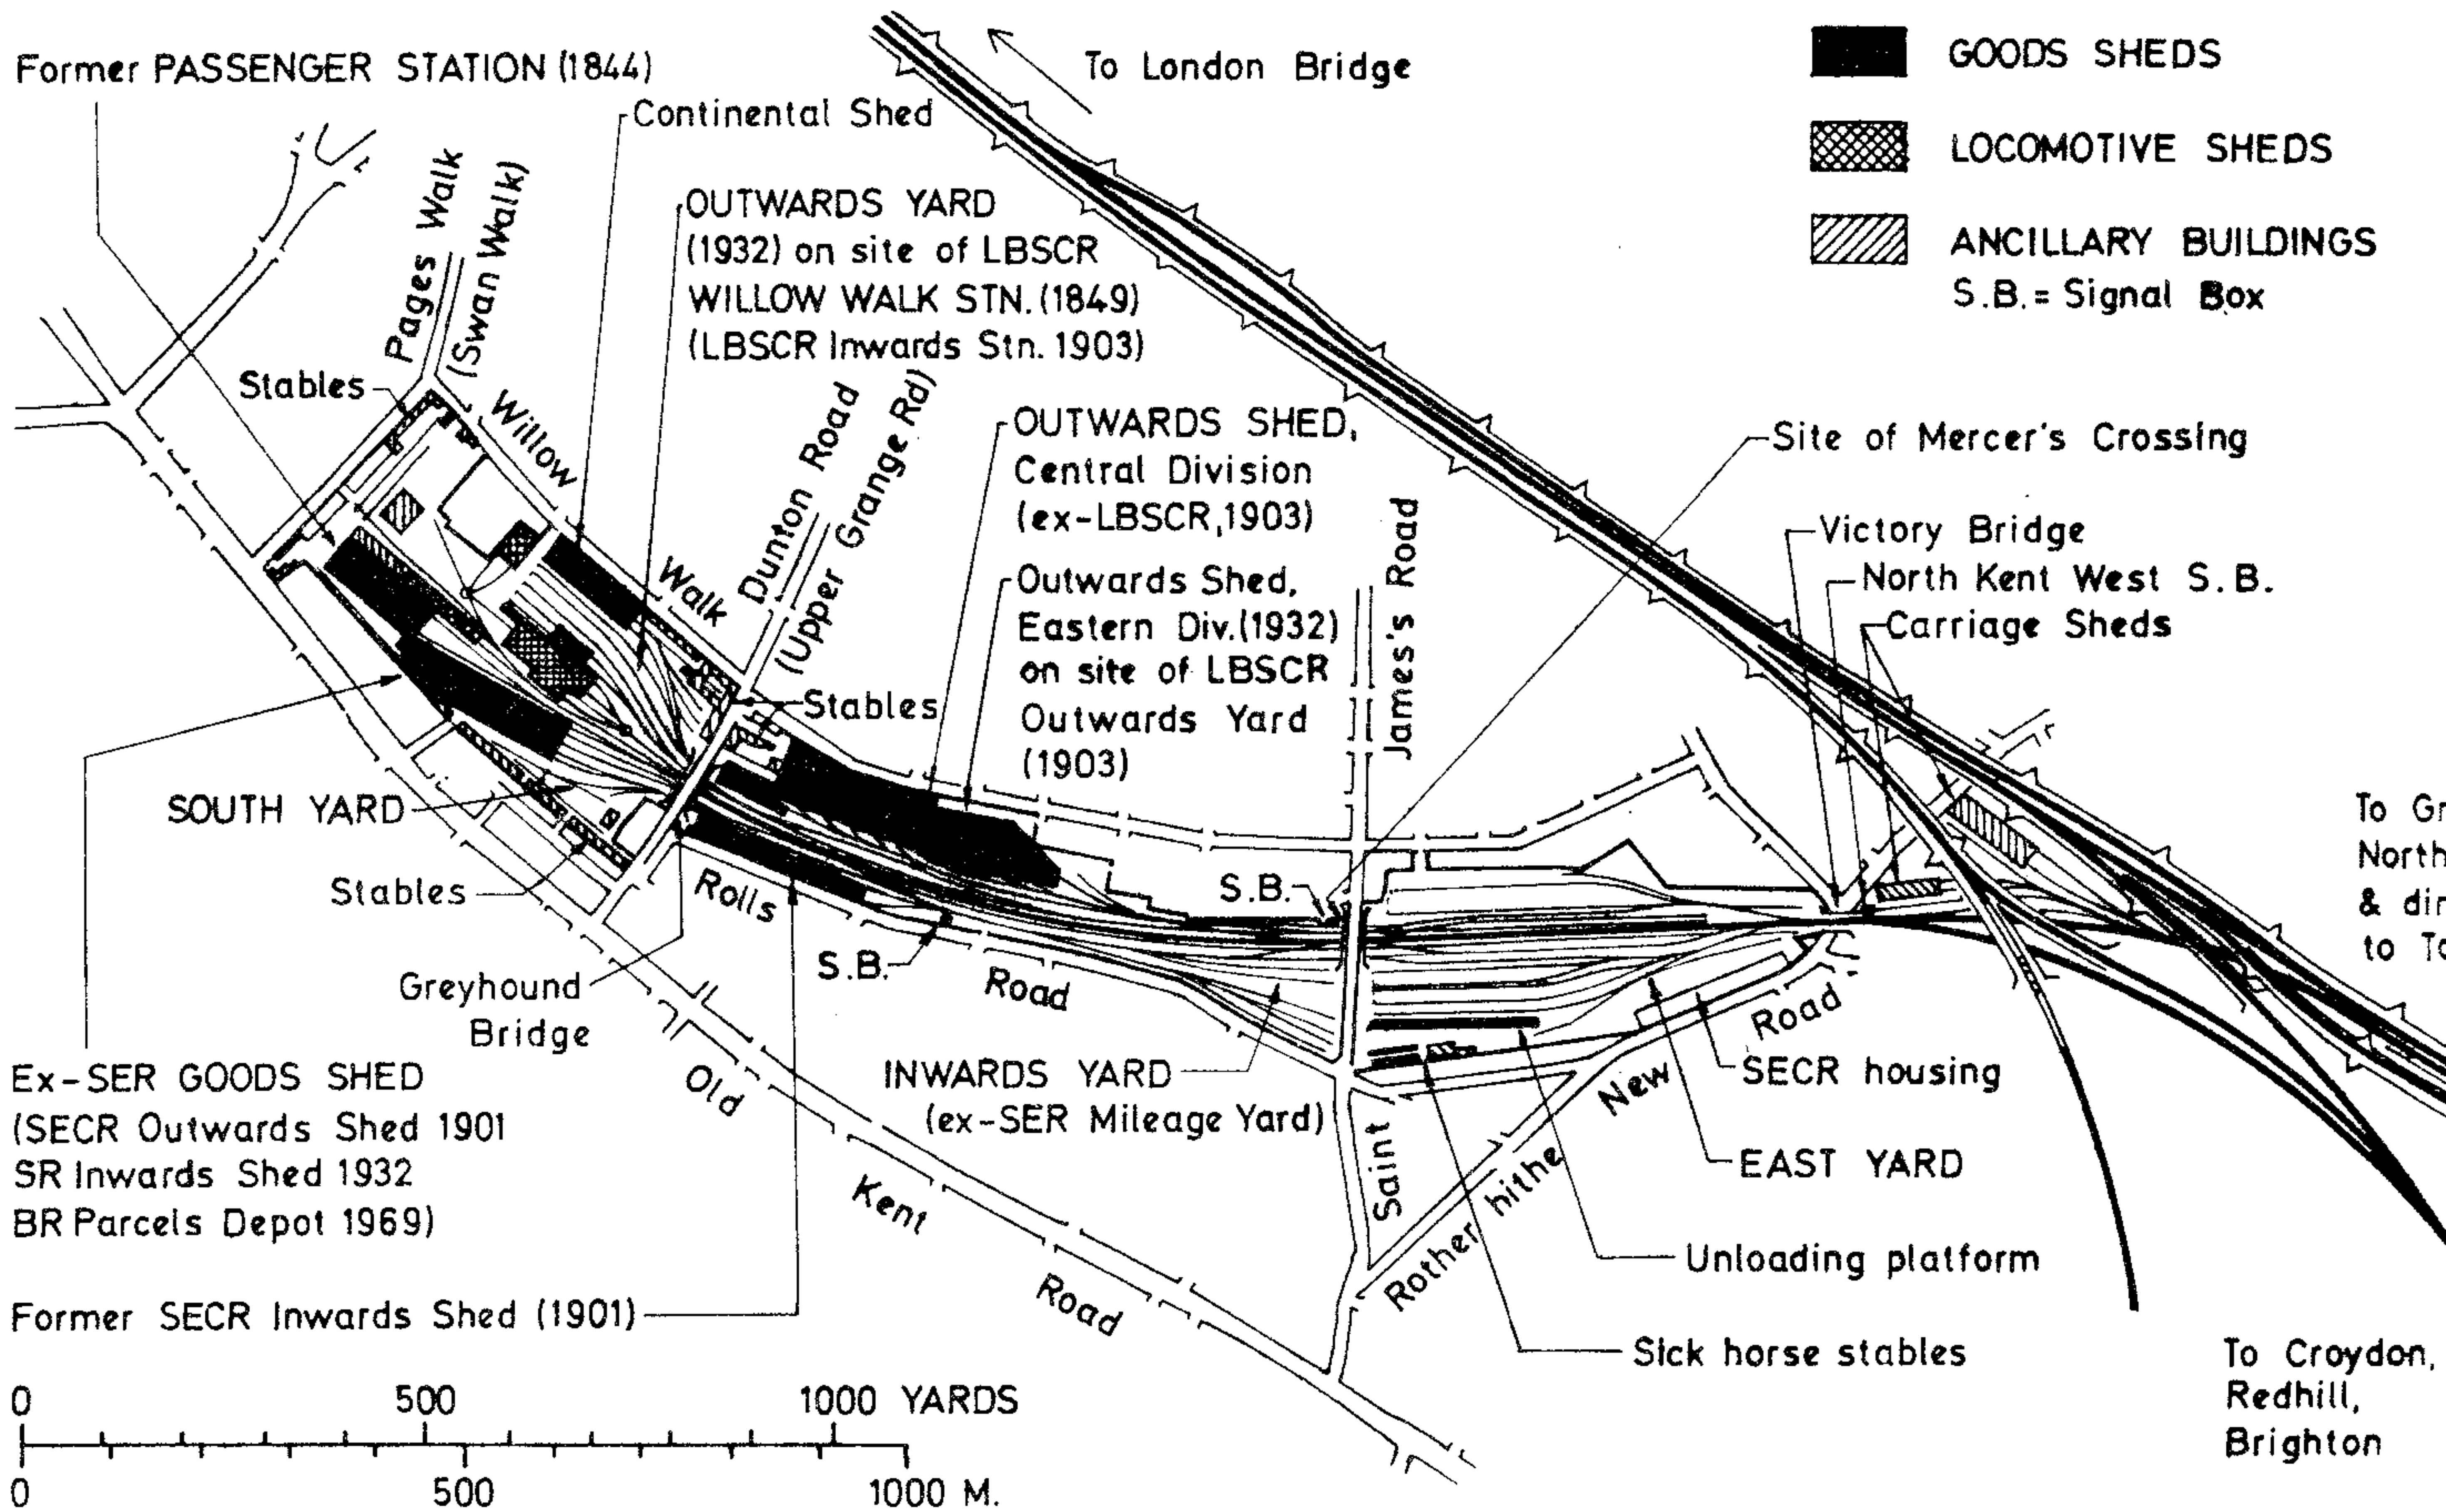 Former PASSENGER STATION (1844)
Continental Shed
To London Bridge
GOODS SHEDS
LOCOMOTIVE SHEDS
ANCILLARY BUILDINGS
S.B. = Signal Box
Pages Walk
(Swan Walk)
OUTWARDS YARD
(1932) on site of LBSCR
WILLOW WALK STN. (1849)
(LBSCR Inwards Stn. 1903)
Stables
Willow
Walk
Dunton Road
(Upper Grange Rd)
OUTWARDS SHED,
Central Division
(ex-LBSCR, 1903)
Outwards Shed,
Eastern Div. (1932)
on site of LBSCR
Outwards Yard
(1903)
James's Road
Site of Mercer's Crossing
Victory Bridge
North Kent West S.B.
Carriage Sheds
Stables
SOUTH YARD
Stables
Rolls
Road
S.B.
S.B.
Greyhound
Bridge
To Gr
North
& dir
to To
Ex-SER GOODS SHED
(SECR Outwards Shed 1901
SR Inwards Shed 1932
BR Parcels Depot 1969)
Old
Kent
Road
INWARDS YARD
(ex-SER Mileage Yard)
Saint
Rotherhithe
New
Road
SECR housing
EAST YARD
Unloading platform
Sick horse stables
Former SECR Inwards Shed (1901)
To Croydon,
Redhill,
Brighton
0 500 1000 YARDS
0 500 1000 M.